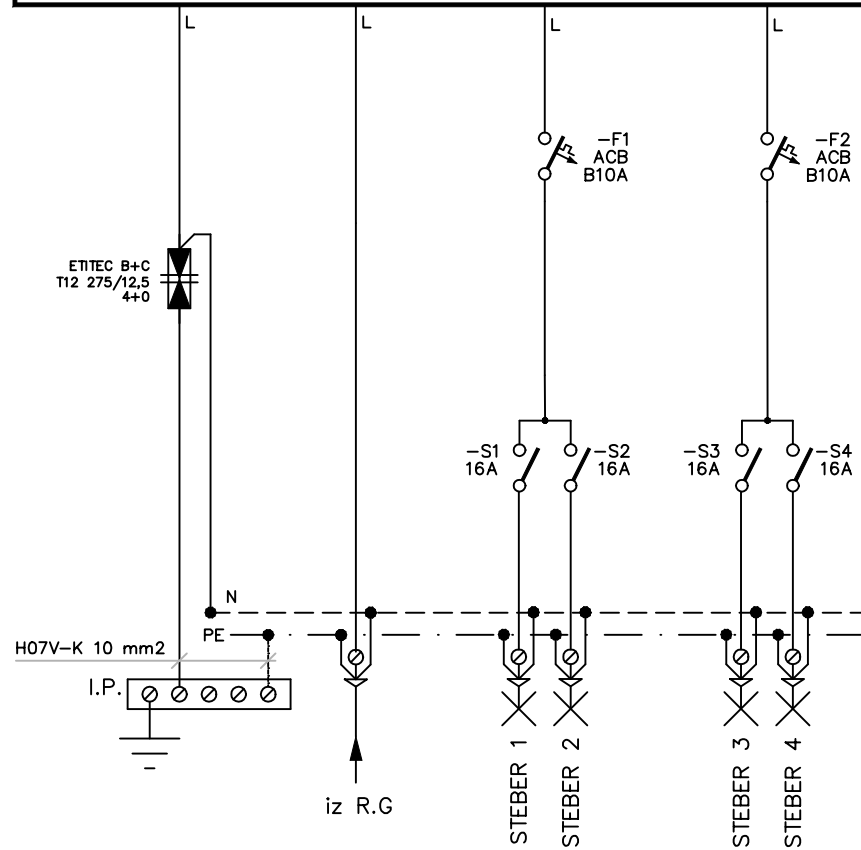 L
L
L
L
-F1
ACB
B10A
-F2
ACB
B10A
ETITEC B+C
T12 275/12,5
4+0
-S1
16A
-S2
16A
-S3
16A
-S4
16A
N
PE
H07V-K 10 mm2
I.P.
iz R.G
STEBER 1
STEBER 2
STEBER 3
STEBER 4